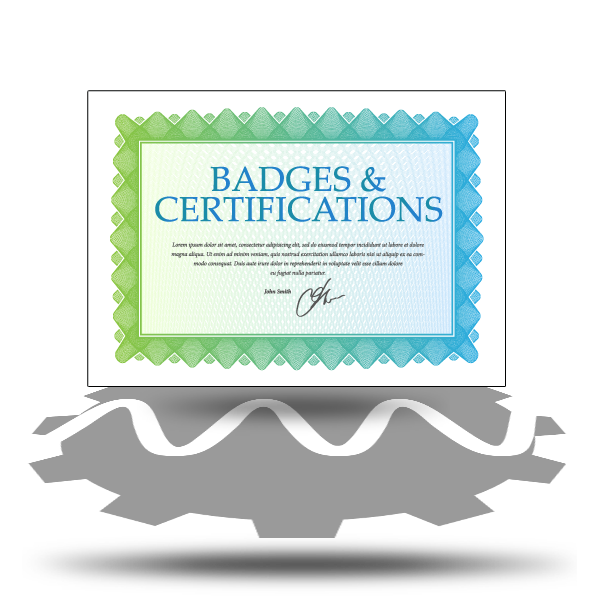 BADGES &
CERTIFICATIONS
Lorem ipsum dolor sit amet, consectetur adipiscing elit, sed do eiusmod tempor incididunt ut labore et dolore
magna aliqua. Ut enim ad minim veniam, quis nostrud exercitation ullamco laboris nisi ut aliquip ex ea com-
modo consequat. Duis aute irure dolor in reprehenderit in voluptate velit esse cillum dolore
eu fugiat nulla pariatur.
John Smith